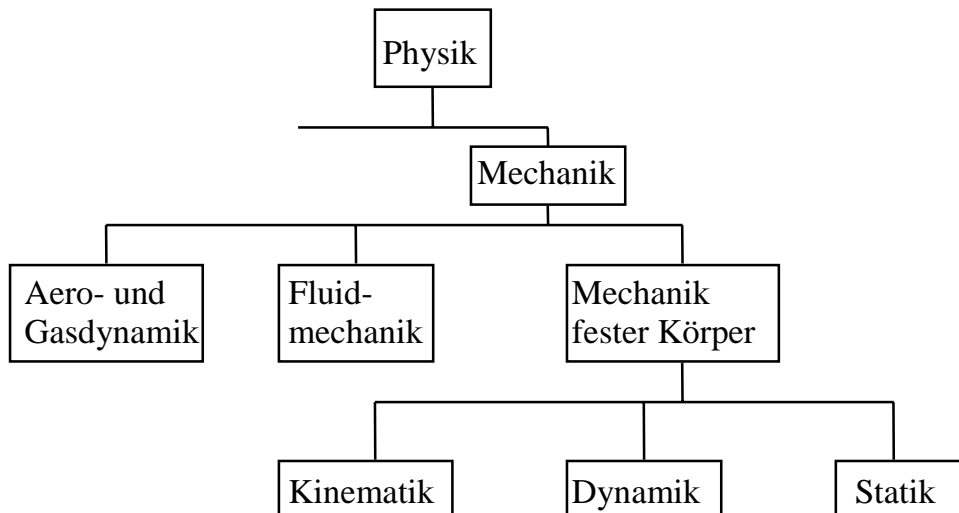 Physik
Mechanik
Aero- und
Gasdynamik
Fluid-
mechanik
Mechanik
fester Körper
Kinematik
Dynamik
Statik